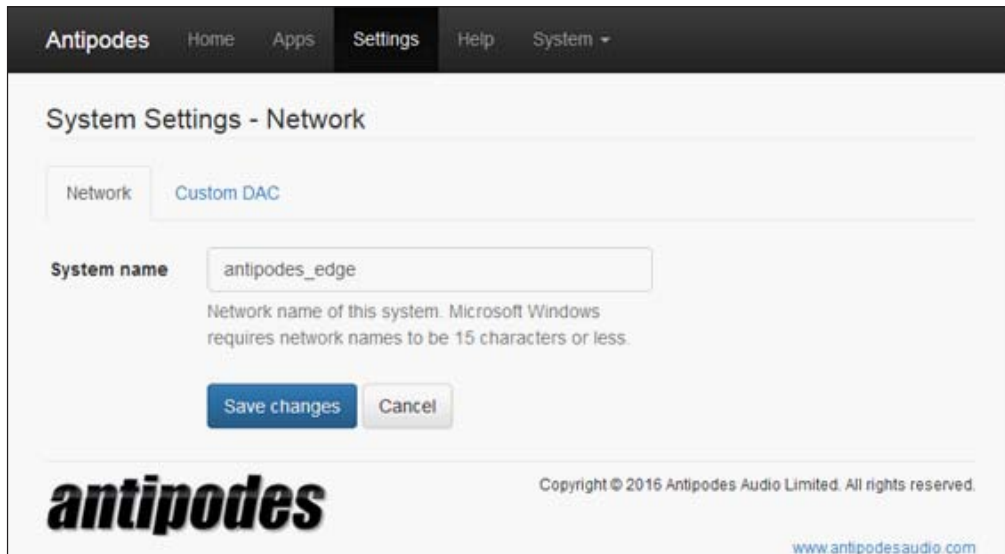 Antipodes Home Apps Settings Help System
System Settings - Network
Network Custom DAC
System name antipodes_edge
Network name of this system. Microsoft Windows
requires network names to be 15 characters or less.
Save changes Cancel
antipodes
Copyright © 2016 Antipodes Audio Limited. All rights reserved.
www.antipodesaudio.com